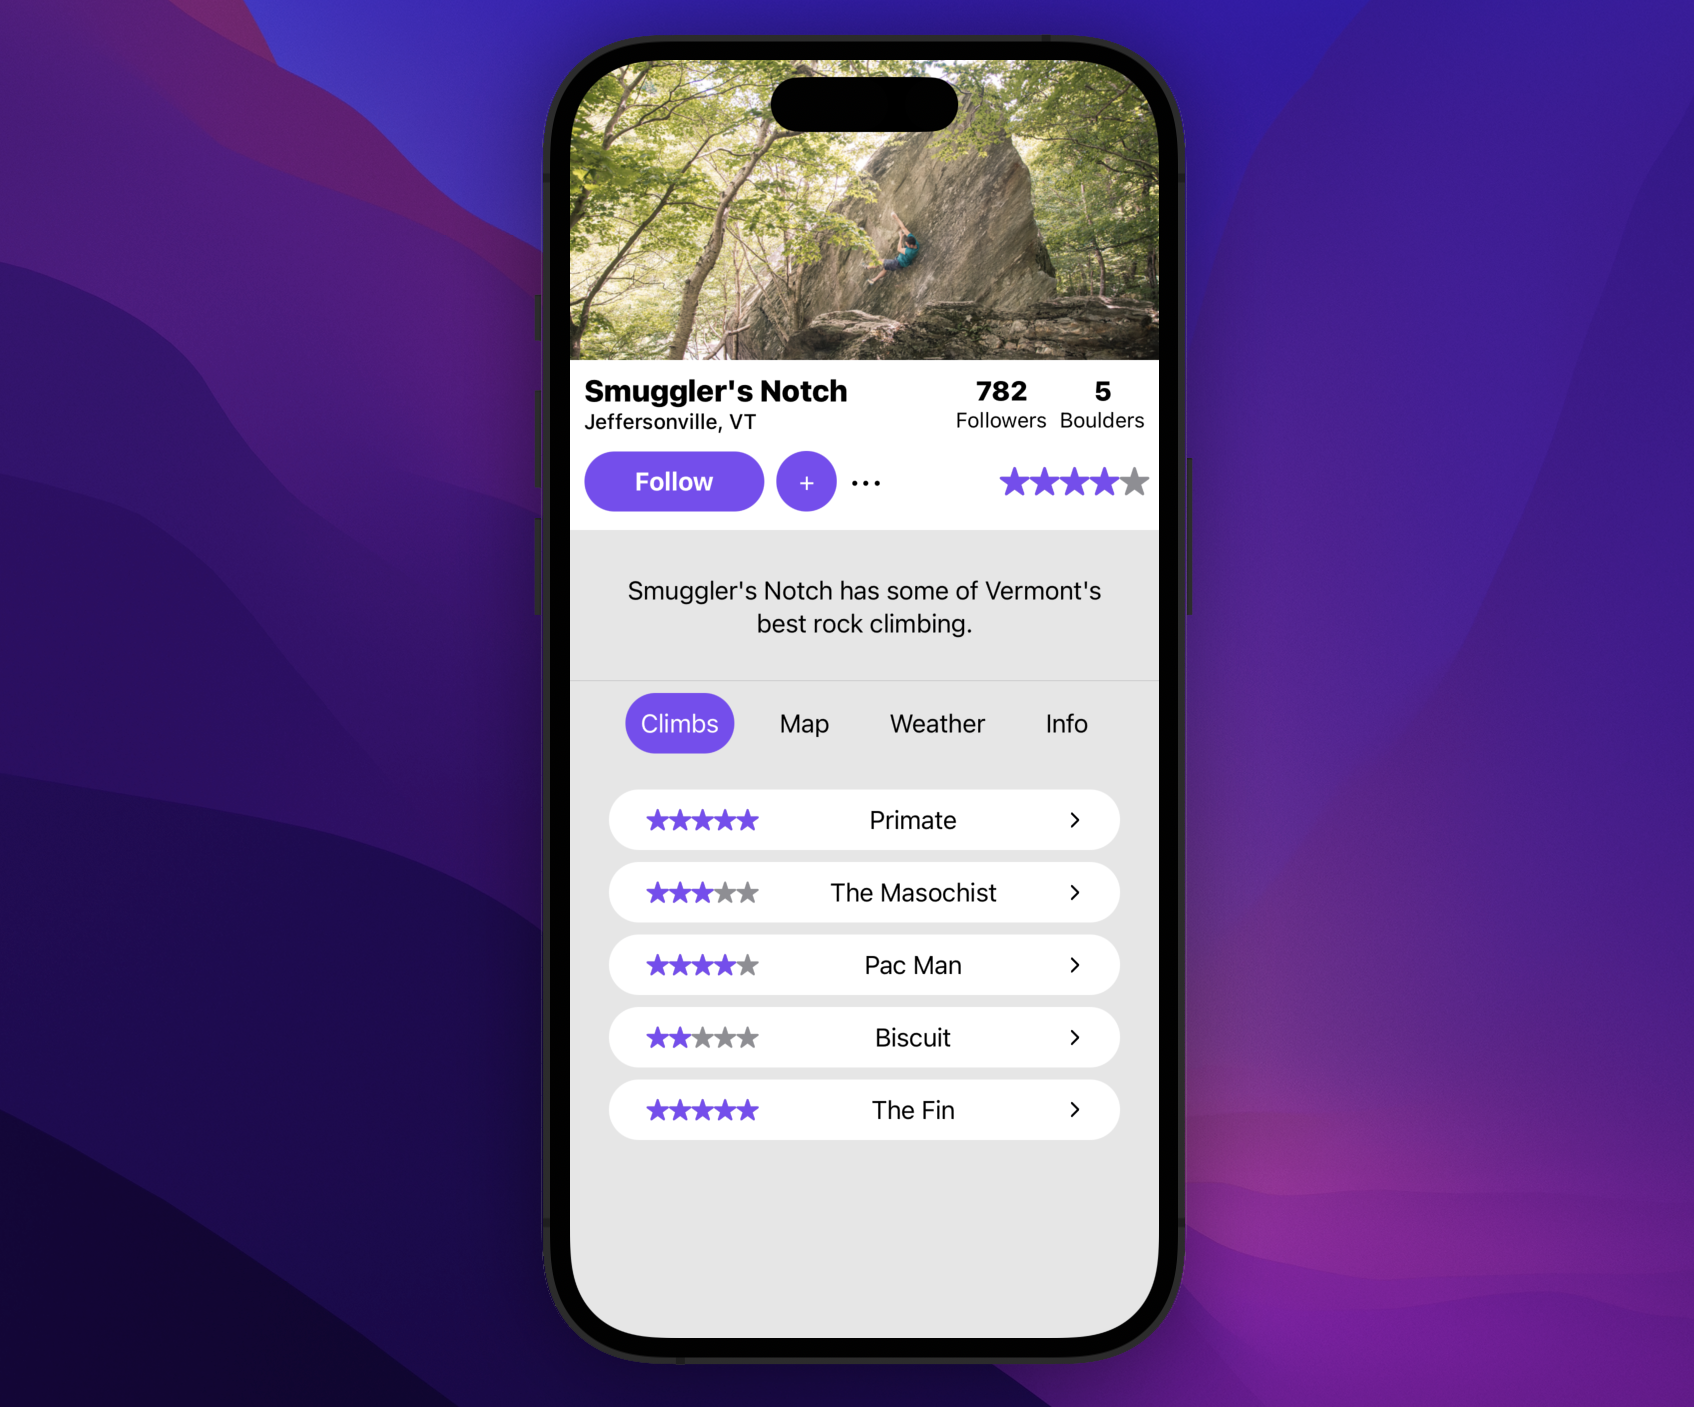 Smuggler's Notch
Jeffersonville, VT
782
Followers
5
Boulders
Follow
+
...
Smuggler's Notch has some of Vermont's
best rock climbing.
Climbs
Map
Weather
Info
Primate
The Masochist
Pac Man
Biscuit
The Fin